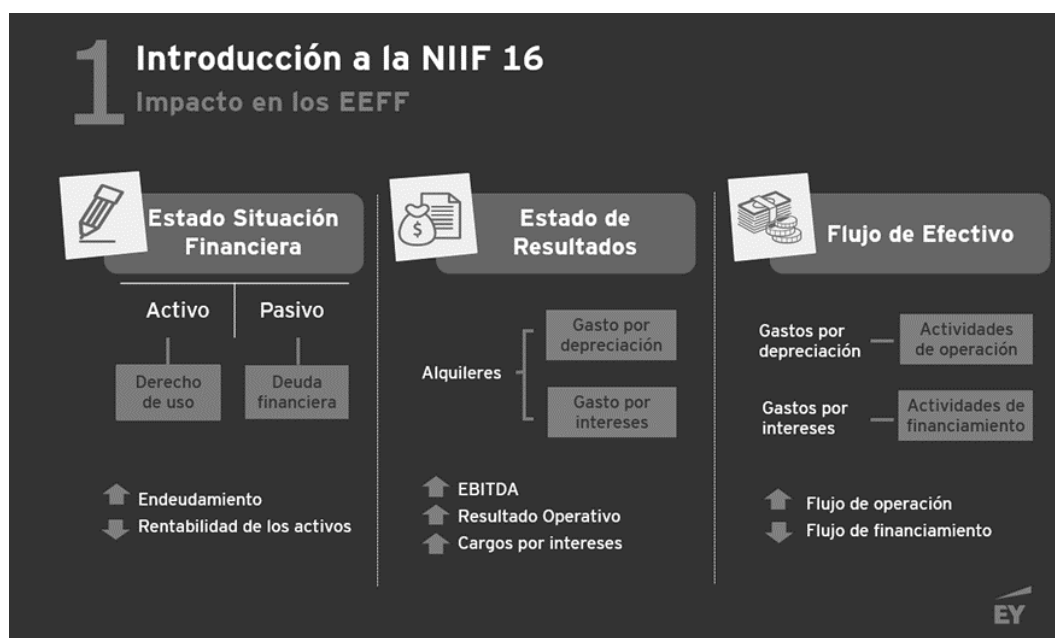 1
Introducción a la NIIF 16
Impacto en los EEFF
Estado Situación
Financiera
Activo
Pasivo
Derecho
de uso
Deuda
financiera
Endeudamiento
Rentabilidad de los activos
$
Estado de
Resultados
Alquileres
Gasto por
depreciación
Gasto por
intereses
EBITDA
Resultado Operativo
Cargos por intereses
Flujo de Efectivo
Gastos por
depreciación
Actividades
de operación
Gastos por
intereses
Actividades de
financiamiento
Flujo de operación
Flujo de financiamiento
EY